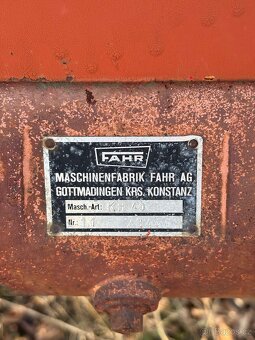 FAHR
MASCHINENFABRIK FAHR AG
GOTTMADINGEN KRS. KONSTANZ
Masch.-Art:
Nr.